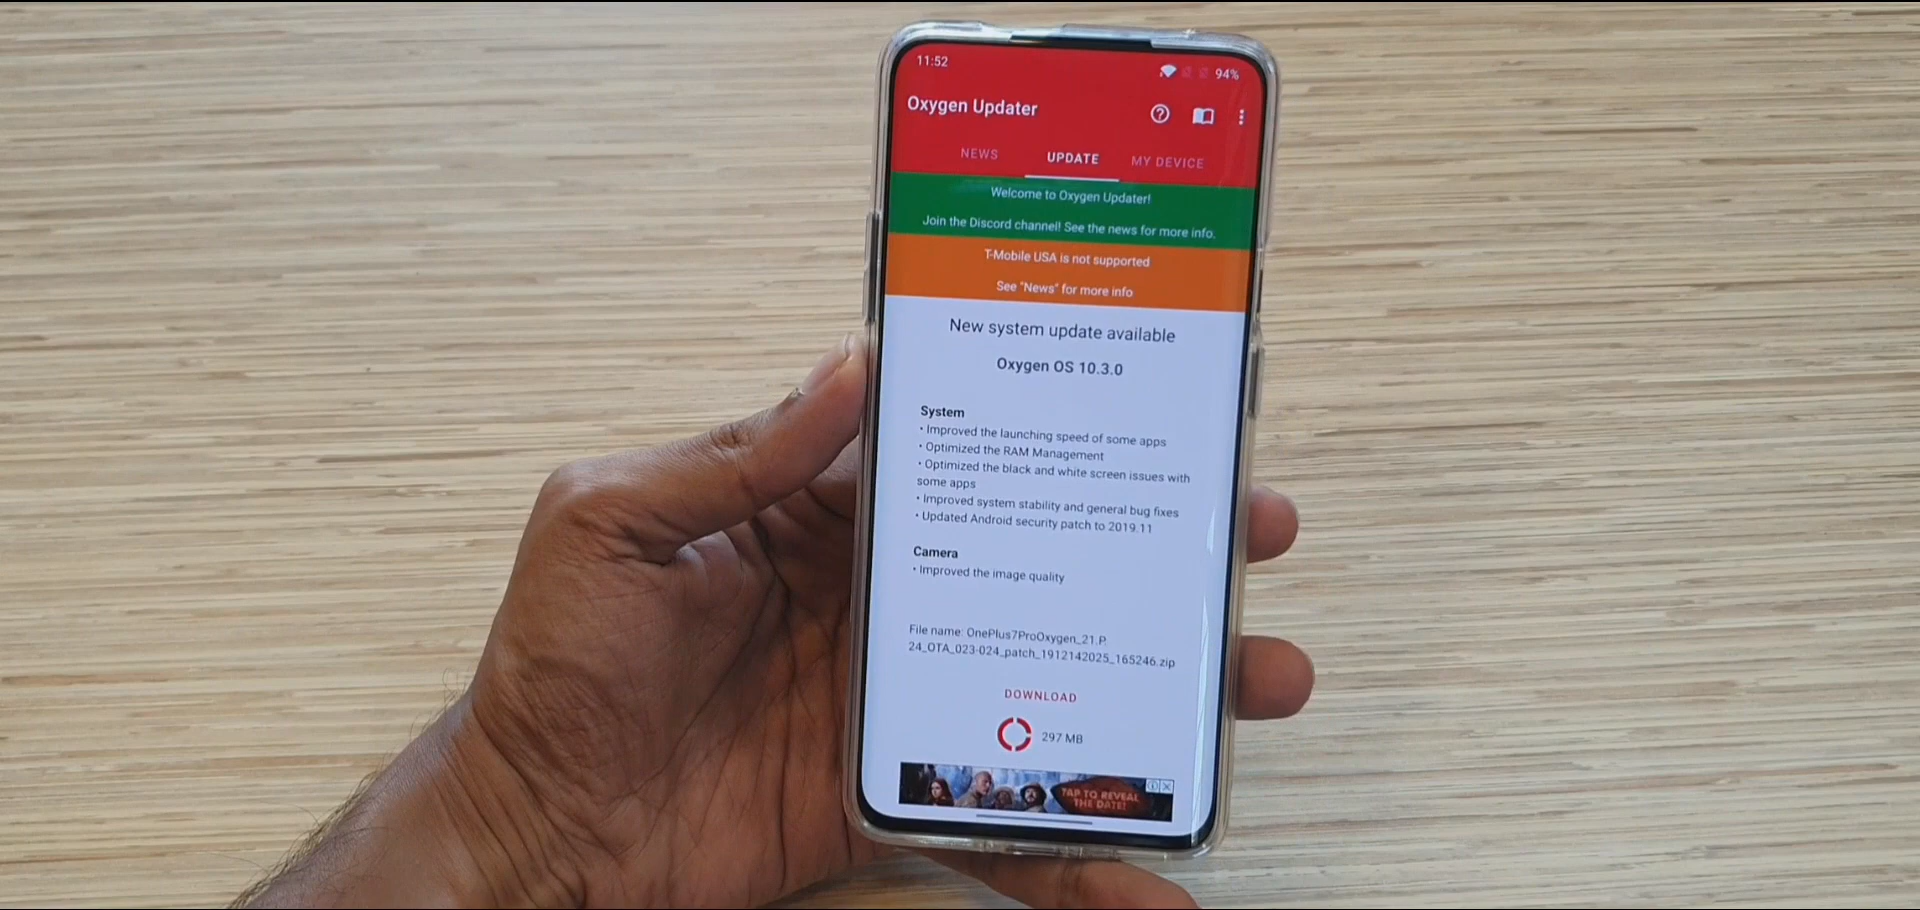 11:52
94%
Oxygen Updater
NEWS
UPDATE
MY DEVICE
Welcome to Oxygen Updater!
Join the Discord channel! See the news for more info.
T-Mobile USA is not supported
See "News" for more info
New system update available
Oxygen OS 10.3.0
System
• Improved the launching speed of some apps
• Optimized the RAM Management
• Optimized the black and white screen issues with
some apps
• Improved system stability and general bug fixes
• Updated Android security patch to 2019.11
Camera
• Improved the image quality
File name: OnePlus7ProOxygen_21.P.
24_OTA_023-024_patch_1912142025_165246.zip
DOWNLOAD
297 MB
TAP TO REVEAL
THE DATE!